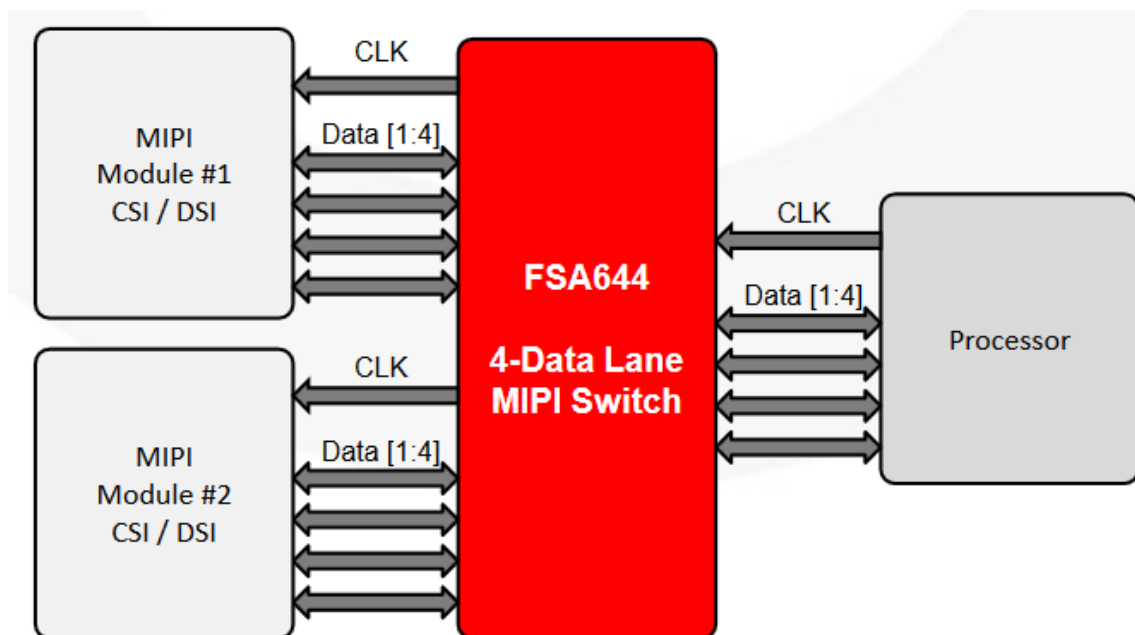 CLK
Data [1:4]
MIPI
Module #1
CSI / DSI
CLK
Data [1:4]
MIPI
Module #2
CSI / DSI
FSA644
4-Data Lane
MIPI Switch
CLK
Data [1:4]
Processor